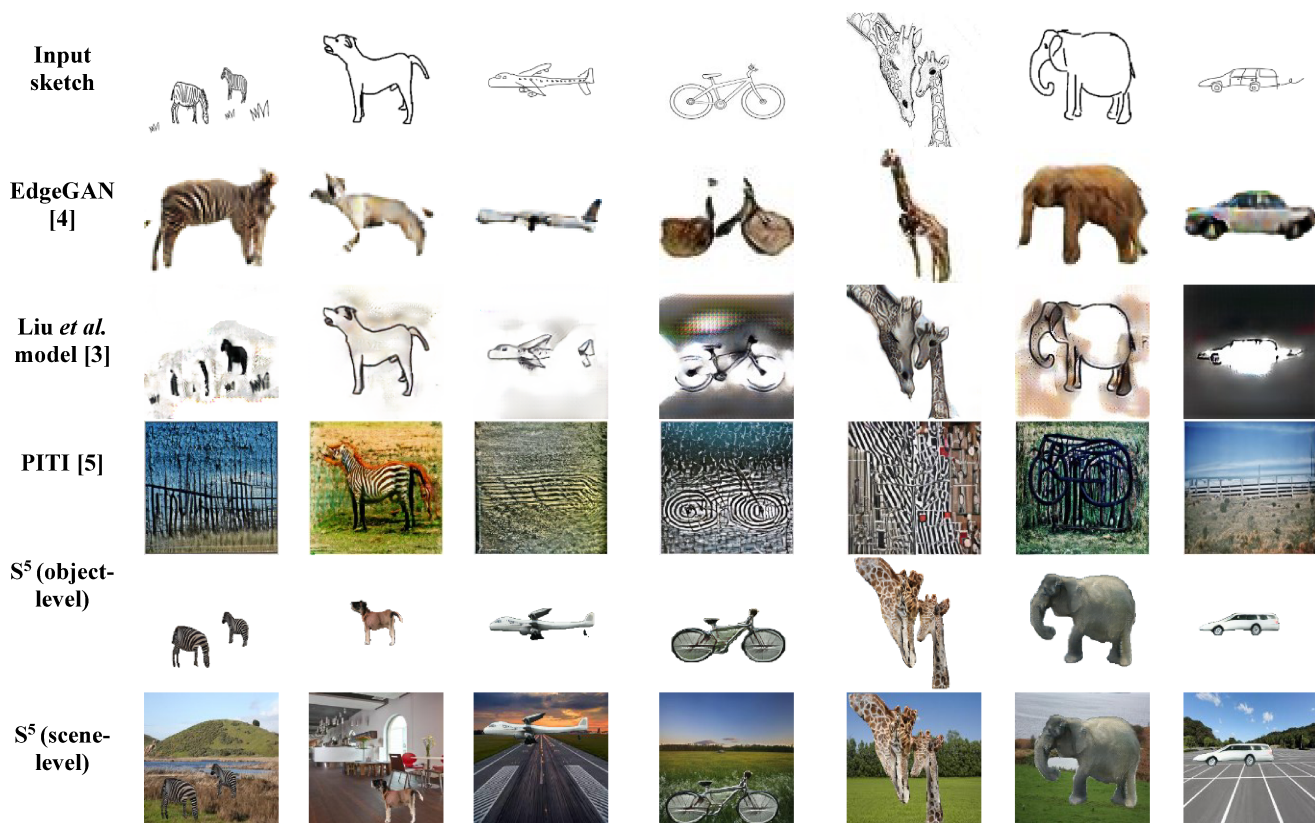 Input
sketch
EdgeGAN
[4]
Liu et al.
model [3]
PITI [5]
S⁵ (object-
level)
S⁵ (scene-
level)